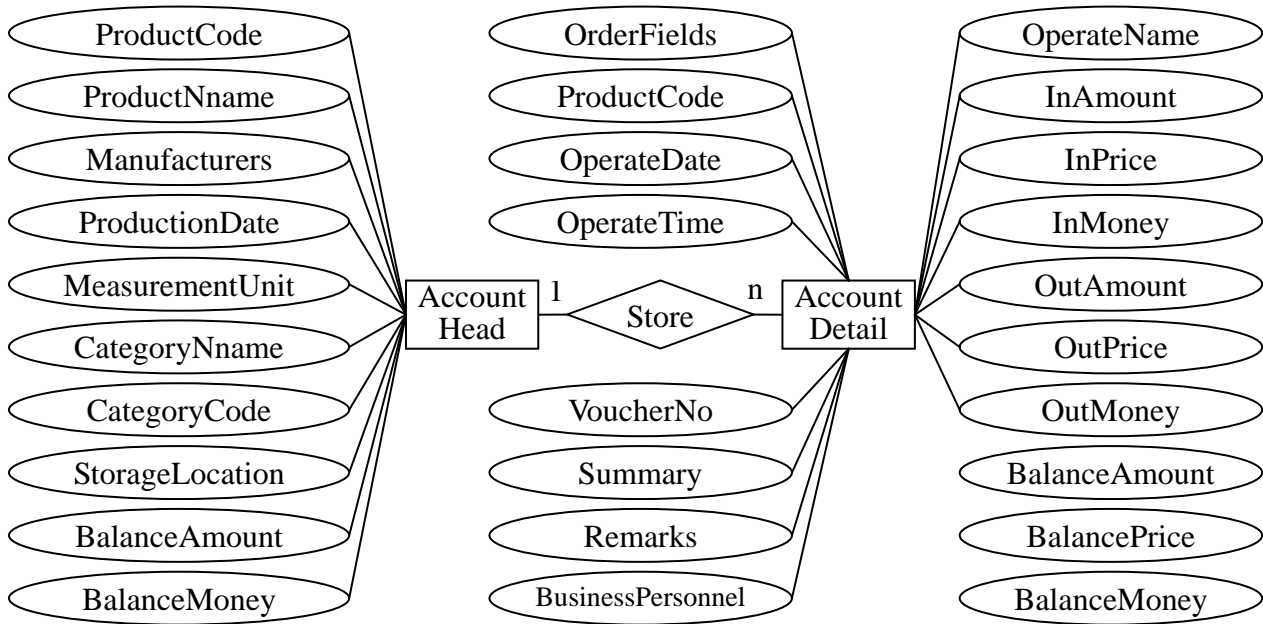 ProductCode
ProductNname
Manufacturers
ProductionDate
MeasurementUnit
CategoryNname
CategoryCode
StorageLocation
BalanceAmount
BalanceMoney
Account
Head
1
Store
n
Account
Detail
OrderFields
ProductCode
OperateDate
OperateTime
VoucherNo
Summary
Remarks
BusinessPersonnel
OperateName
InAmount
InPrice
InMoney
OutAmount
OutPrice
OutMoney
BalanceAmount
BalancePrice
BalanceMoney